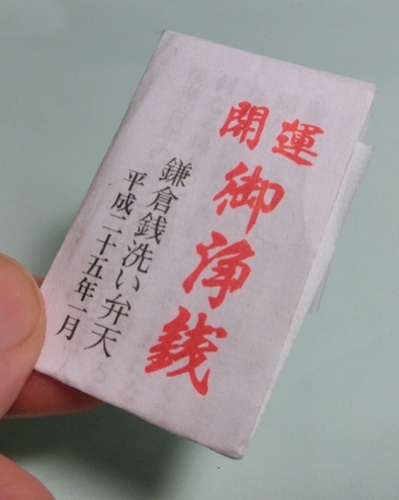 開運
御浄銭
鎌倉銭洗い弁天
平成二十五年一月